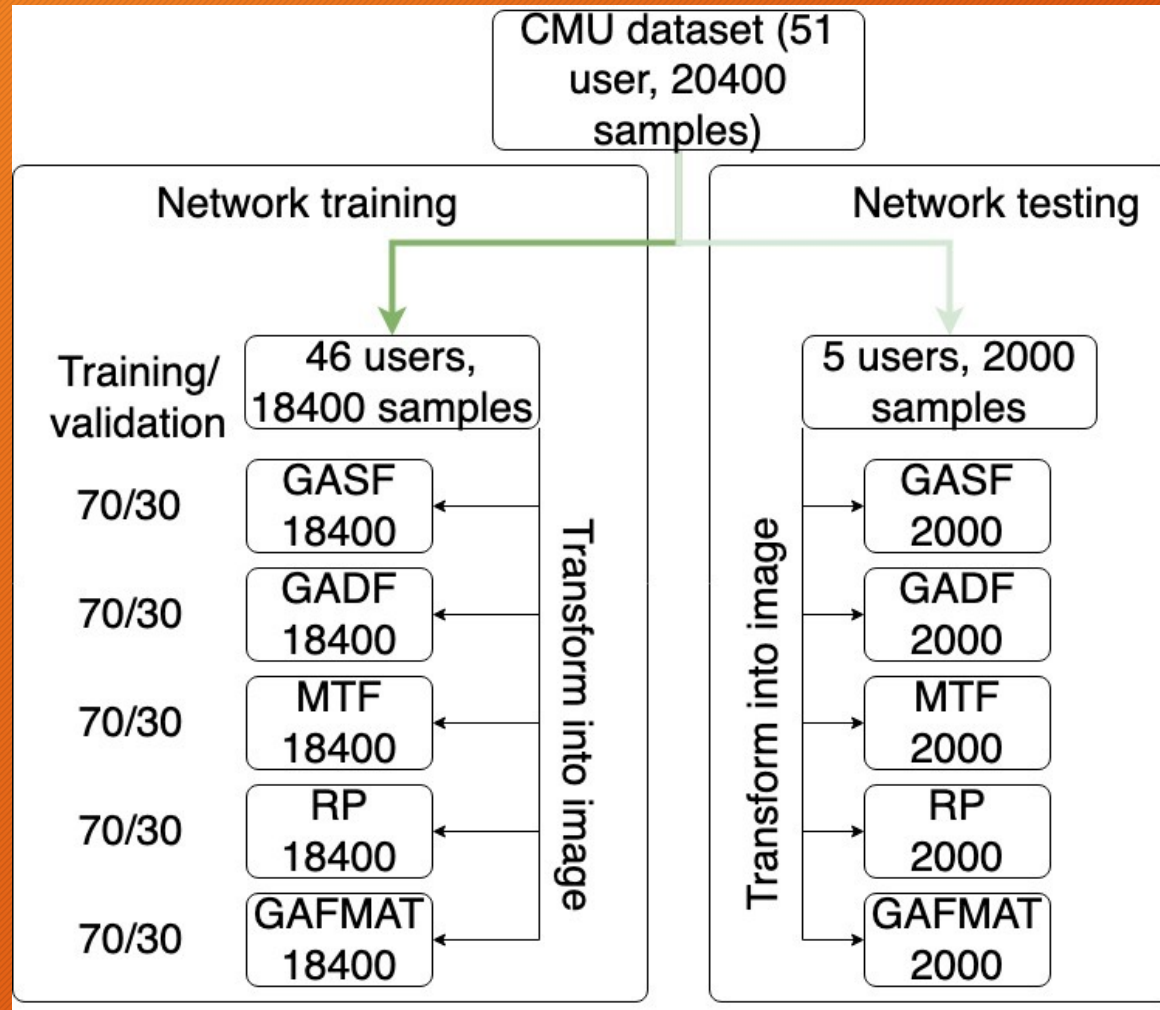 CMU dataset (51
user, 20400
samples)
Network training
Network testing
Training/
validation
46 users,
18400 samples
5 users, 2000
samples
70/30
GASF
18400
GASF
2000
70/30
GADF
18400
GADF
2000
70/30
MTF
18400
MTF
2000
70/30
RP
18400
RP
2000
70/30
GAFMAT
18400
GAFMAT
2000
Transform into image
Transform into image